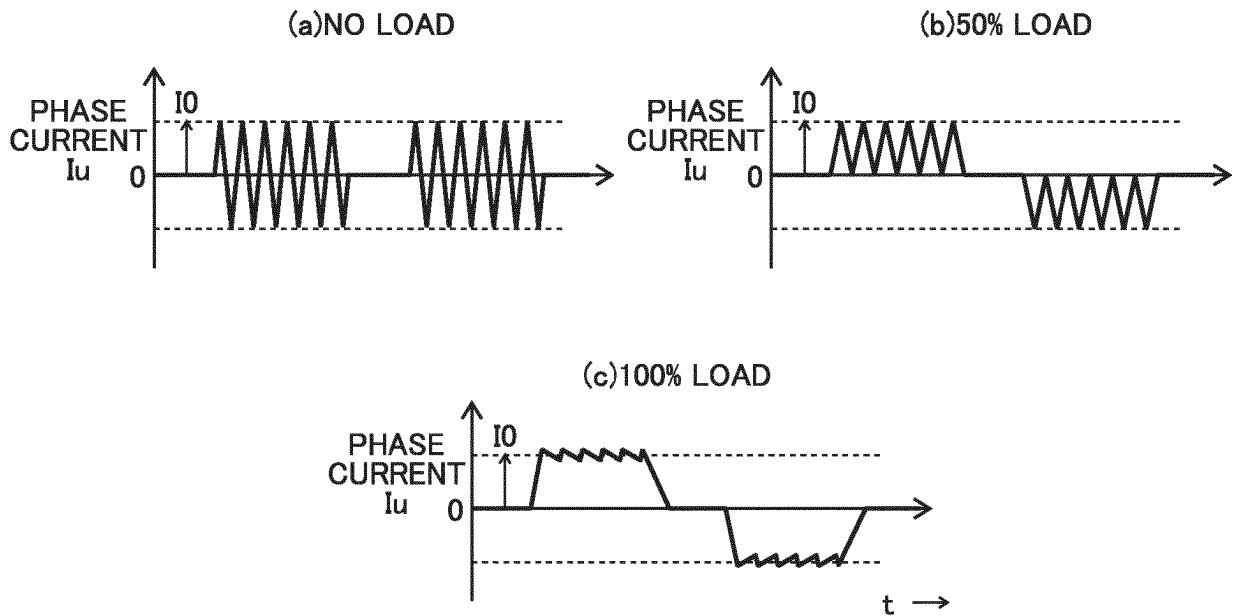 (a)NO LOAD
PHASE
CURRENT
Iu
I0
0
(b)50% LOAD
PHASE
CURRENT
Iu
I0
0
(c)100% LOAD
PHASE
CURRENT
Iu
I0
0
t